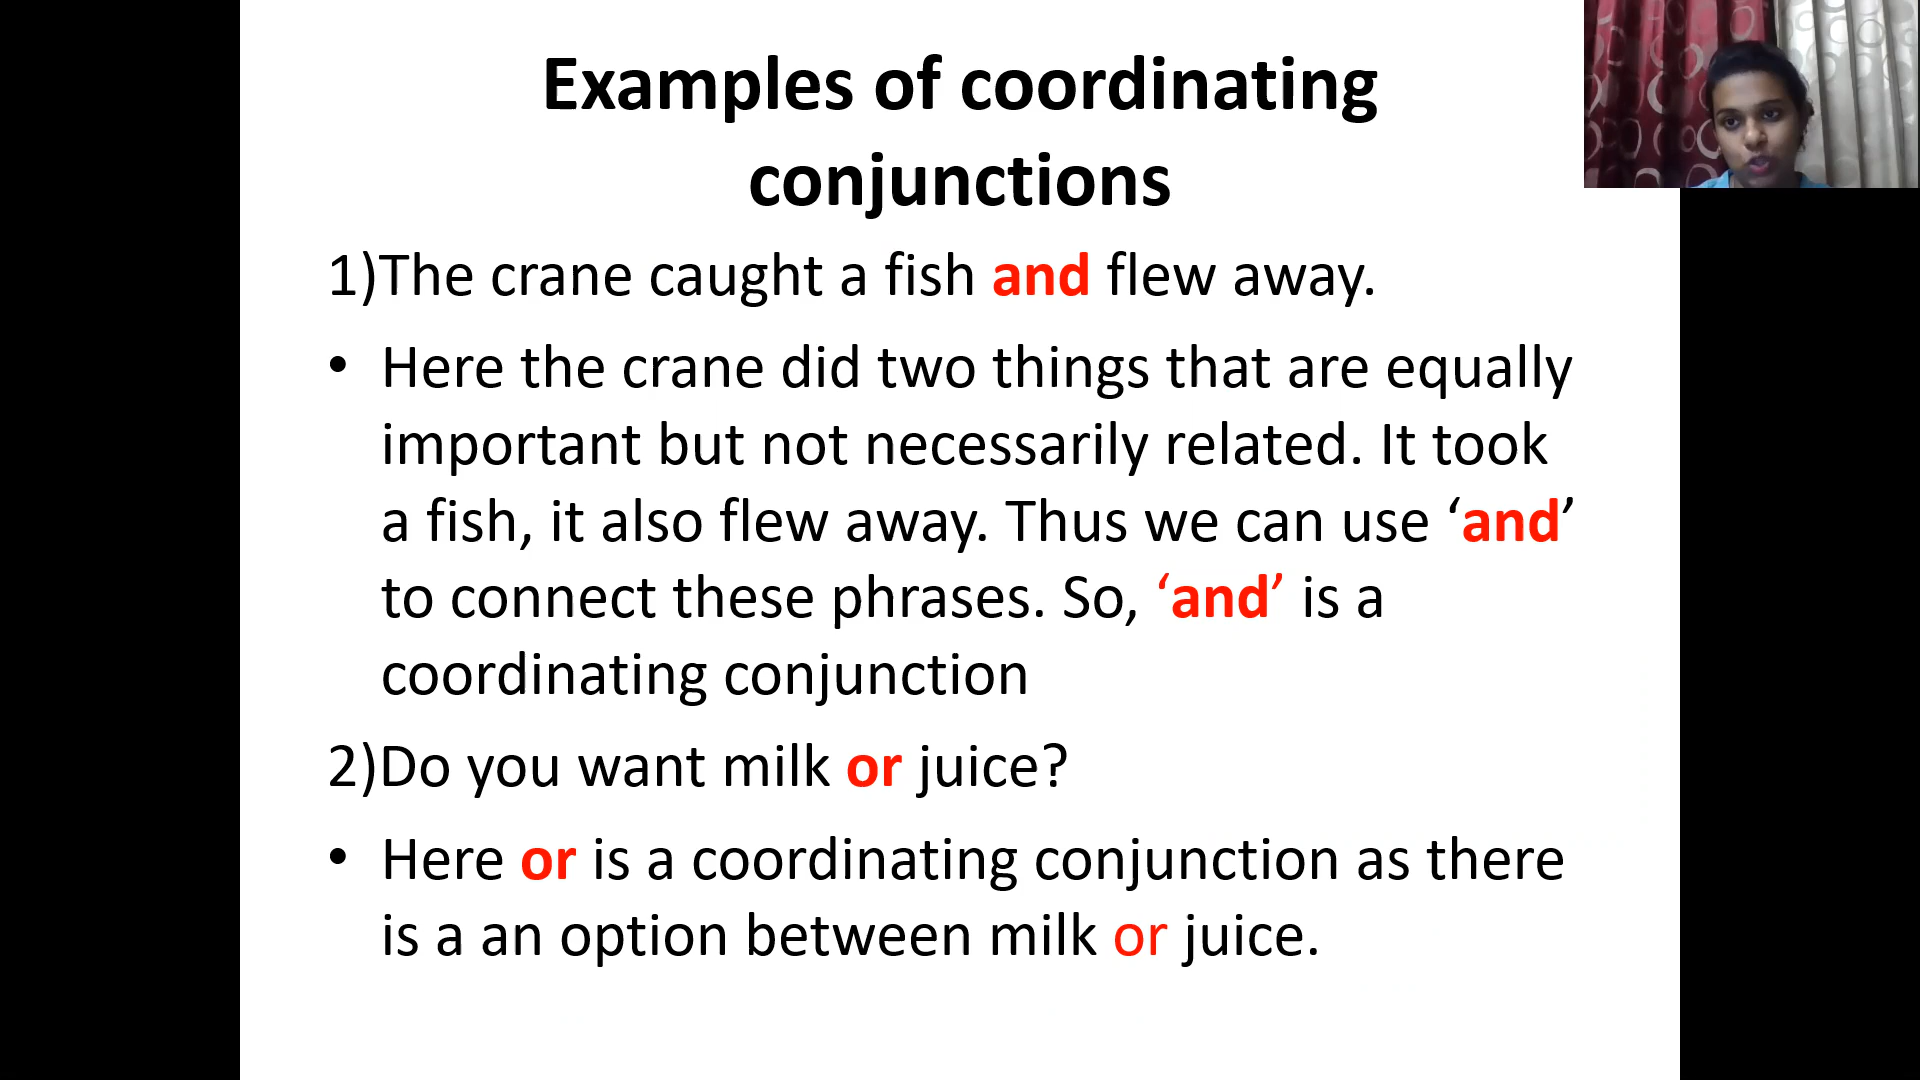 Examples of coordinating
conjunctions
1)The crane caught a fish and flew away.
• Here the crane did two things that are equally
important but not necessarily related. It took
a fish, it also flew away. Thus we can use ‘and’
to connect these phrases. So, ‘and’ is a
coordinating conjunction
2)Do you want milk or juice?
• Here or is a coordinating conjunction as there
is a an option between milk or juice.